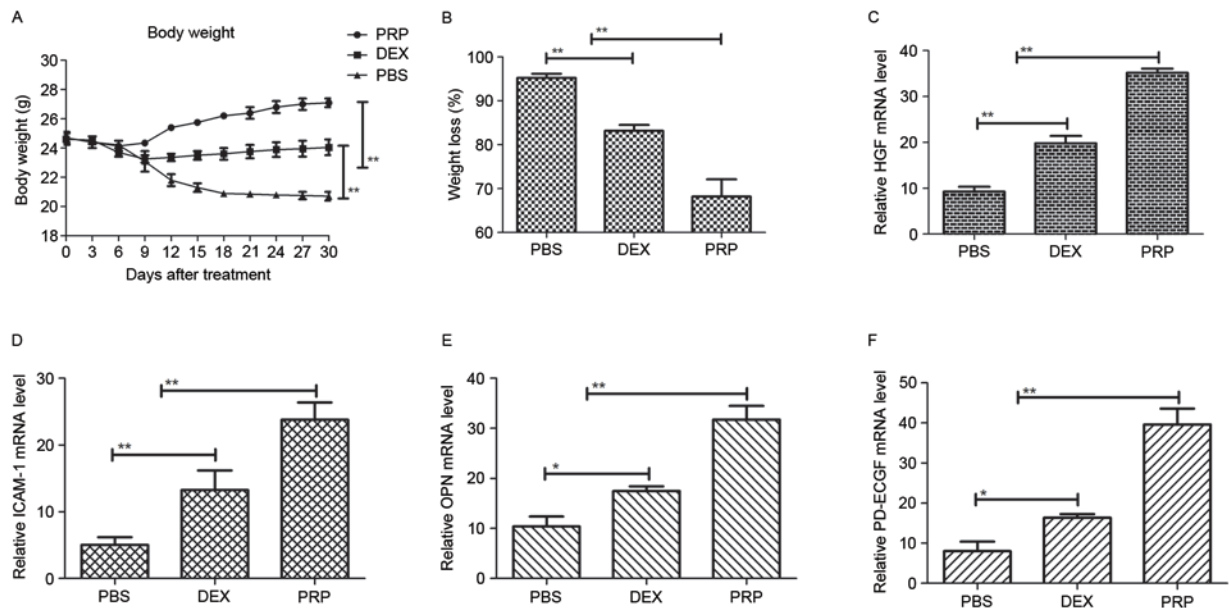 A
Body weight
PRP
DEX
PBS
Body weight (g)
28
26
24
22
20
18
0 3 6 9 12 15 18 21 24 27 30
Days after treatment
**
**
B
Weight loss (%)
100
90
80
70
60
**
**
PBS DEX PRP
C
Relative HGF mRNA level
40
30
20
10
0
**
**
PBS DEX PRP
D
Relative ICAM-1 mRNA level
30
20
10
0
**
**
PBS DEX PRP
E
Relative OPN mRNA level
40
30
20
10
0
**
*
PBS DEX PRP
F
Relative PD-ECGF mRNA level
50
40
30
20
10
0
**
*
PBS DEX PRP